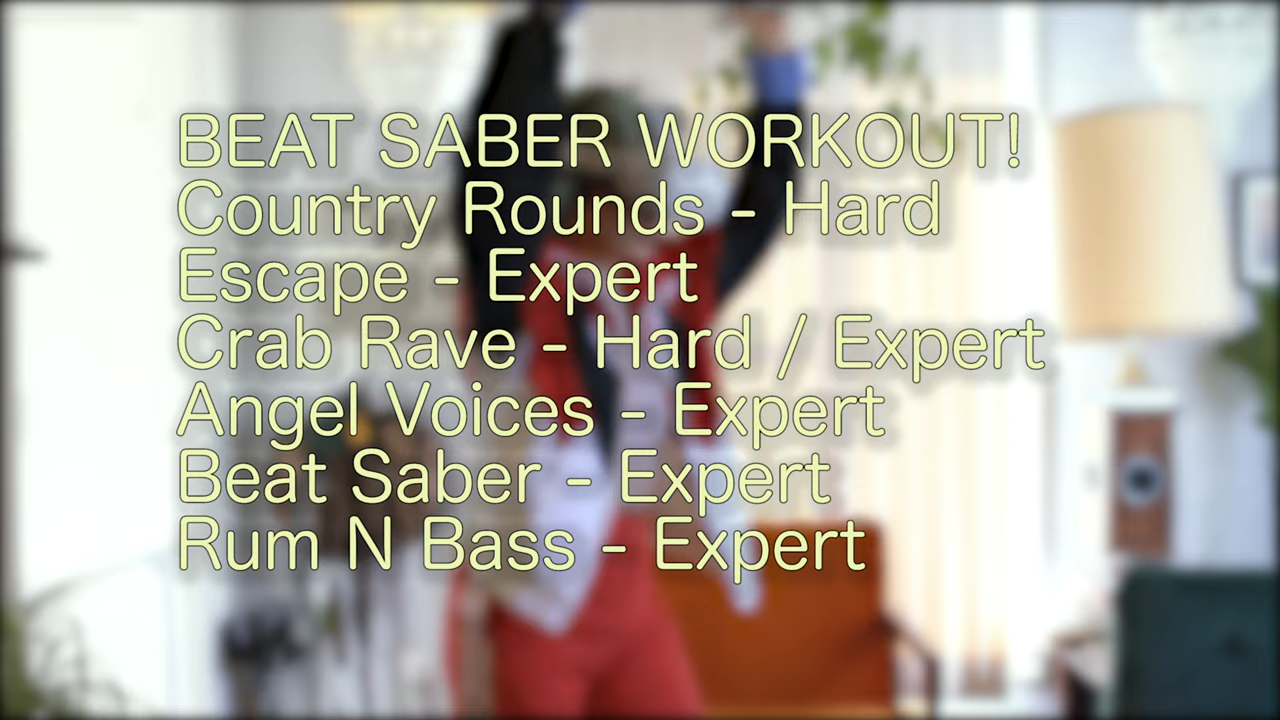 BEAT SABER WORKOUT!
Country Rounds - Hard
Escape - Expert
Crab Rave - Hard / Expert
Angel Voices - Expert
Beat Saber - Expert
Rum N Bass - Expert